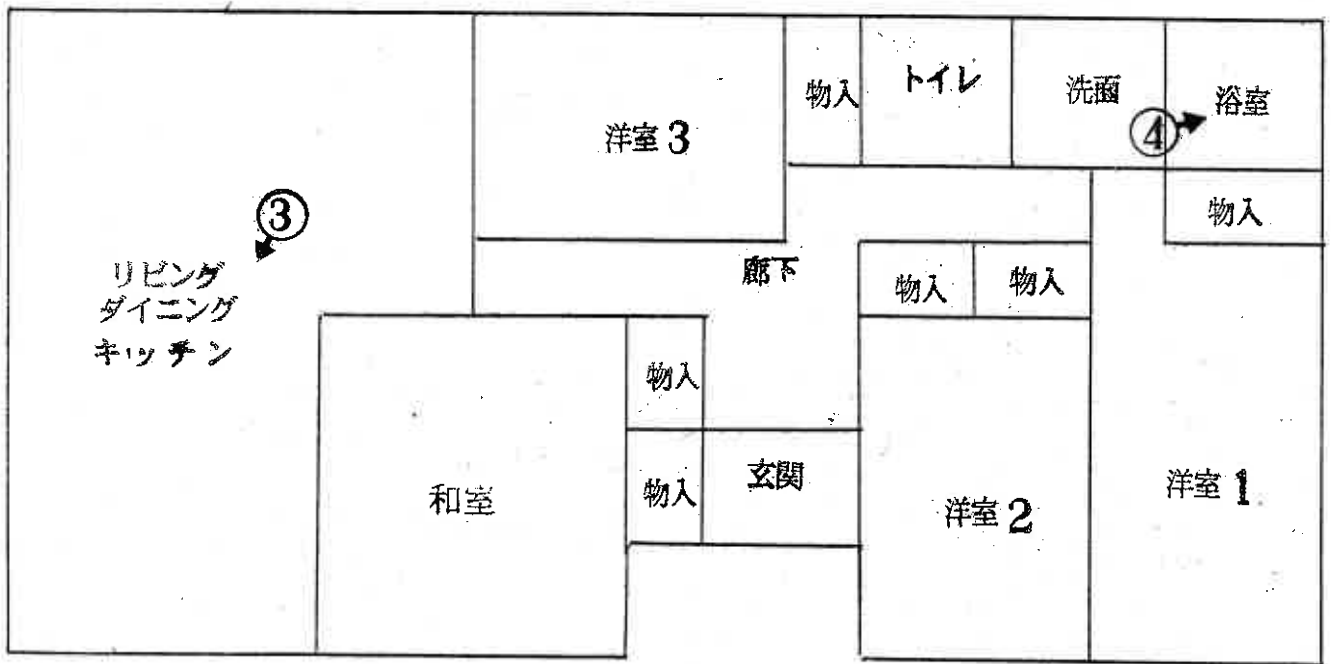 物入
トイレ
洗面
浴室
洋室 3
④
物入
③
廊下
リビング
ダイニング
キッチン
物入
物入
物入
物入
玄関
和室
洋室 2
洋室 1